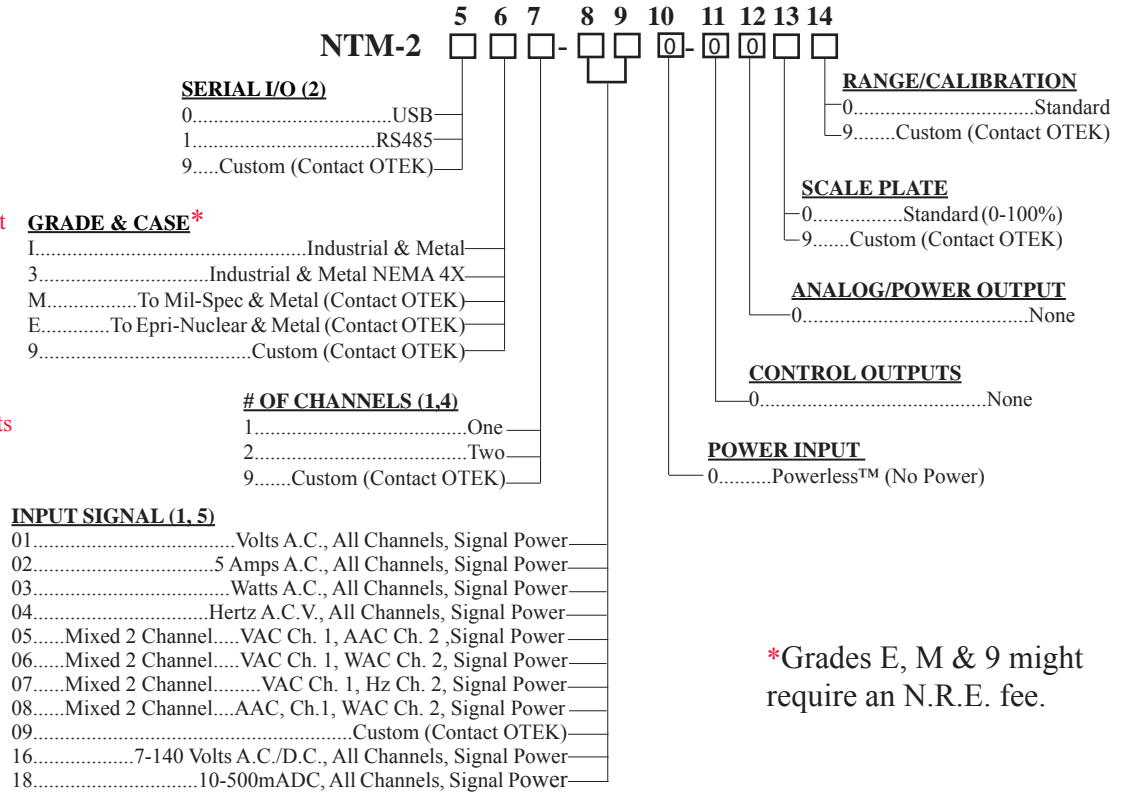 5 6 7 8 9 10 11 12 13 14
NTM-2 - 0 - 0 0
SERIAL I/O (2)
0....................................USB
1.................................RS485
9.....Custom (Contact OTEK)
GRADE & CASE*
I.................................................Industrial & Metal
3..............................Industrial & Metal NEMA 4X
M.................To Mil-Spec & Metal (Contact OTEK)
E.............To Epri-Nuclear & Metal (Contact OTEK)
9......................................Custom (Contact OTEK)
# OF CHANNELS (1,4)
1......................................One
2......................................Two
9.......Custom (Contact OTEK)
INPUT SIGNAL (1, 5)
01....................................Volts A.C., All Channels, Signal Power
02................................5 Amps A.C., All Channels, Signal Power
03...................................Watts A.C., All Channels, Signal Power
04...............................Hertz A.C.V., All Channels, Signal Power
05......Mixed 2 Channel.....VAC Ch. 1, AAC Ch. 2 ,Signal Power
06......Mixed 2 Channel.....VAC Ch. 1, WAC Ch. 2, Signal Power
07......Mixed 2 Channel.........VAC Ch. 1, Hz Ch. 2, Signal Power
08......Mixed 2 Channel....AAC, Ch.1, WAC Ch. 2, Signal Power
09.........................................................Custom (Contact OTEK)
16..................7-140 Volts A.C./D.C., All Channels, Signal Power
18.............................10-500mADC, All Channels, Signal Power
RANGE/CALIBRATION
0................................Standard
9........Custom (Contact OTEK)
SCALE PLATE
0................Standard (0-100%)
9.......Custom (Contact OTEK)
ANALOG/POWER OUTPUT
0.........................................None
CONTROL OUTPUTS
0.........................................None
POWER INPUT
0..........Powerless™ (No Power)
*Grades E, M & 9 might
require an N.R.E. fee.